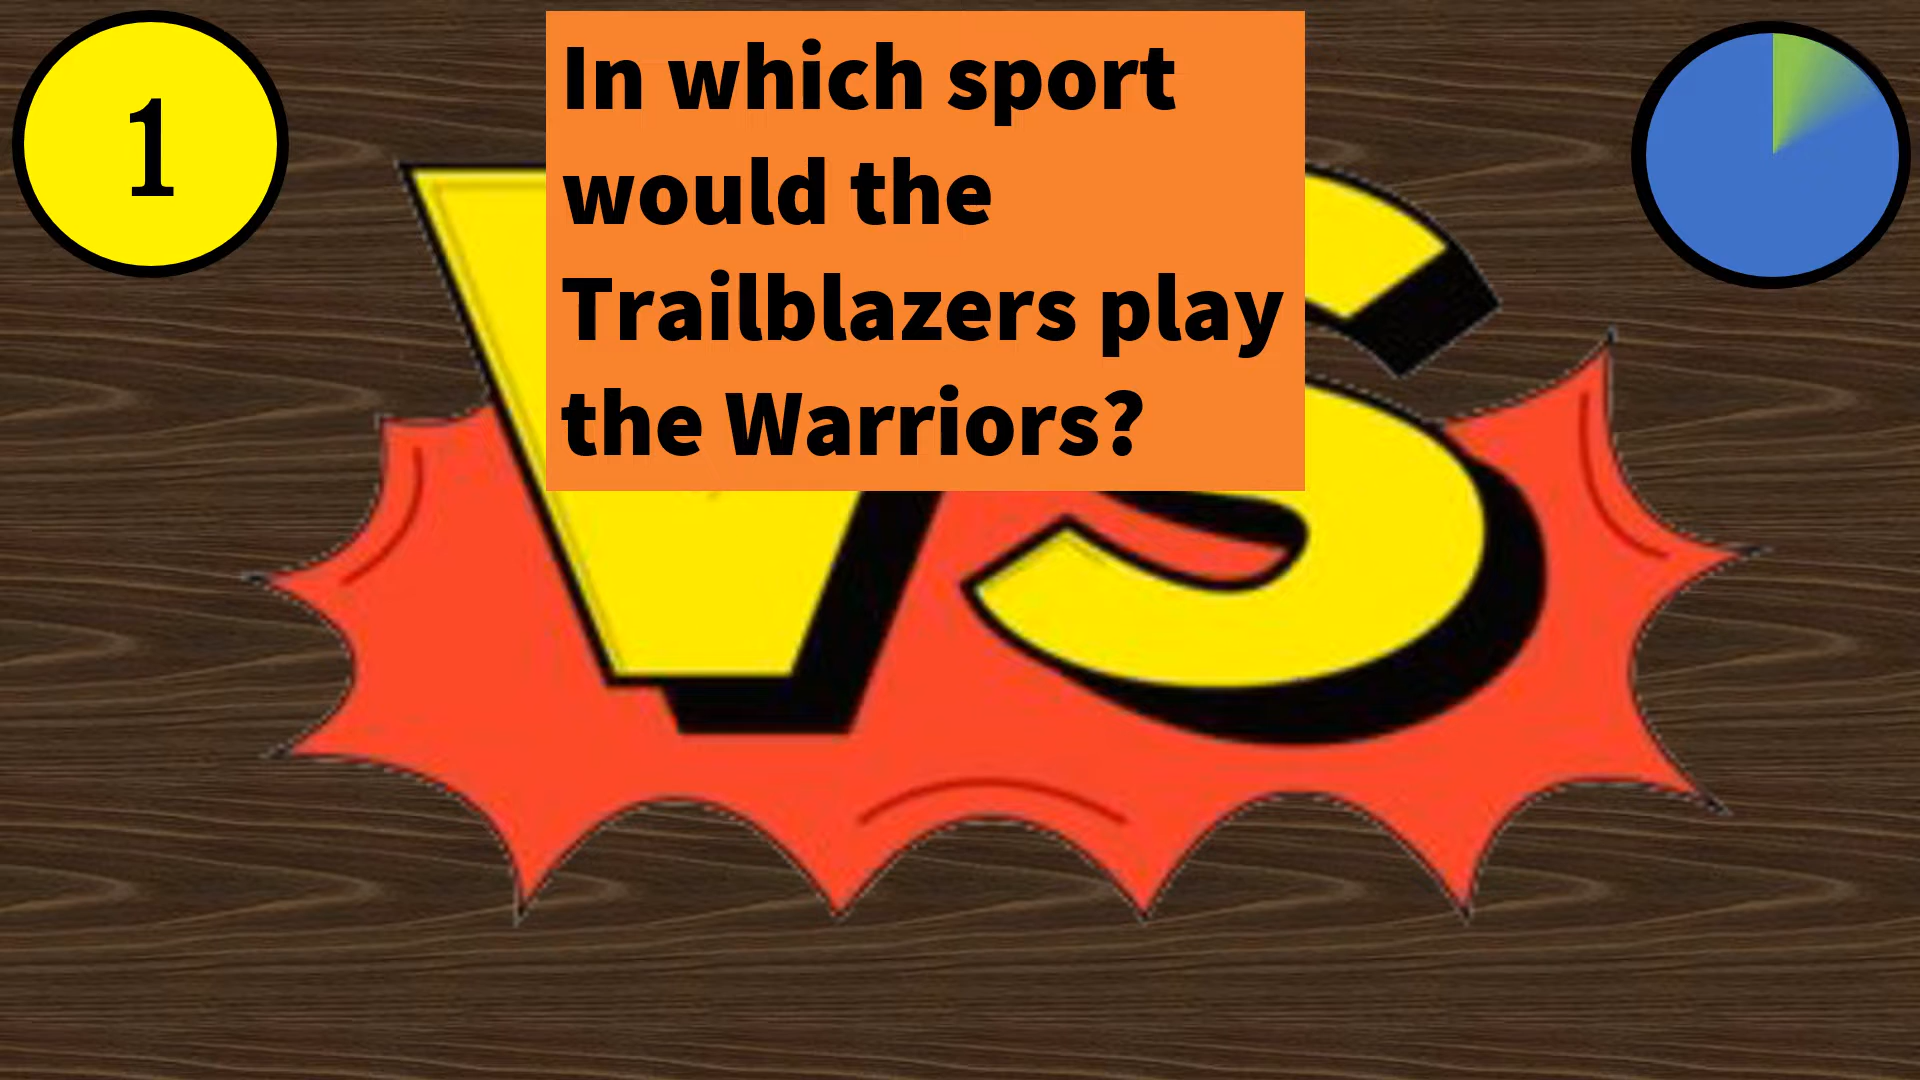 1
In which sport
would the
Trailblazers play
the Warriors?
VS